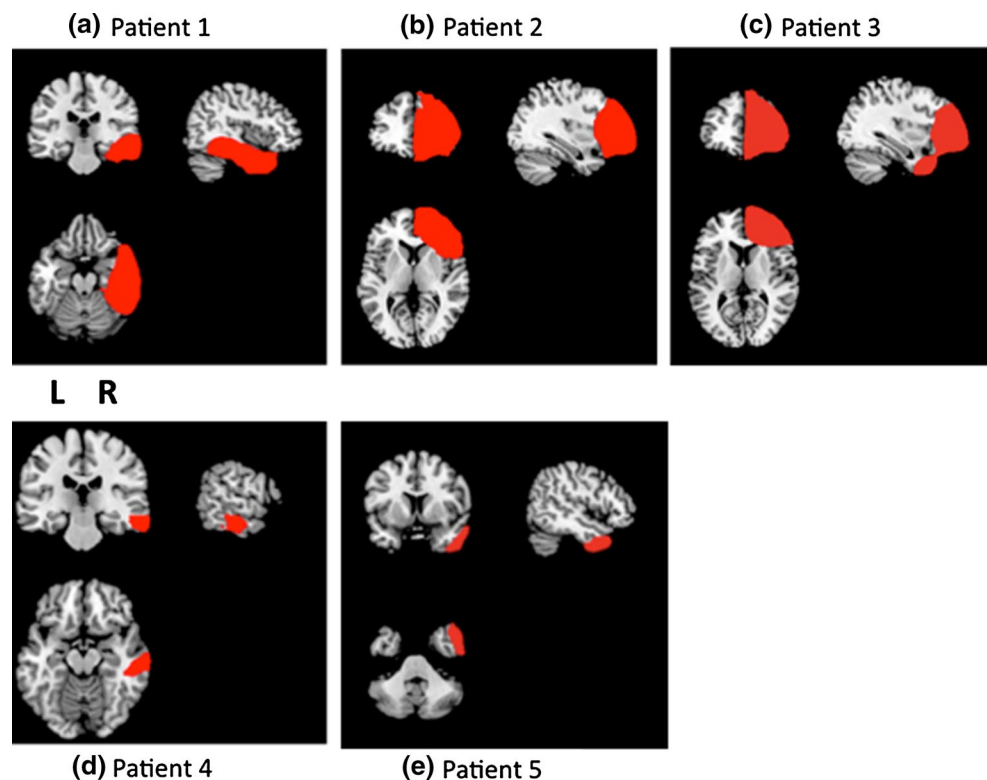 (a) Patient 1
(b) Patient 2
(c) Patient 3
L R
(d) Patient 4
(e) Patient 5